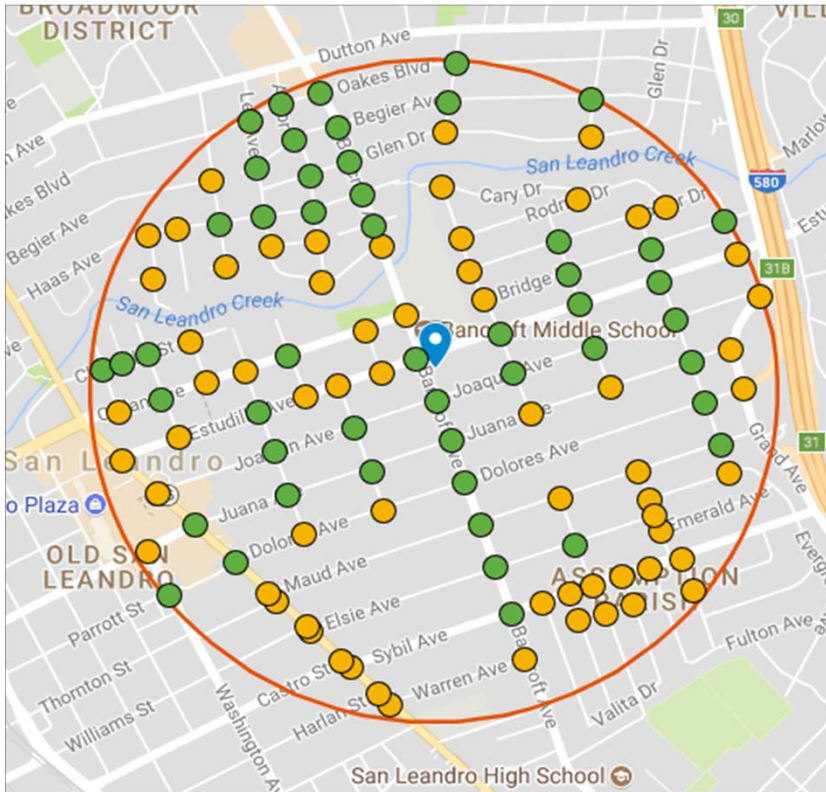 BROADMOOR
DISTRICT
30
VILL
Dutton Ave
Glen Dr
Oakes Blvd
Begier Ave
Glen Dr
San Leandro Creek
580
Cary Dr
Begier Ave
Haas Ave
Bridge
31B
San Leandro Creek
Bancroft Middle School
Joaquin Ave
Estudillo Ave
Juana
Joaquin Ave
San Leandro
Dolores Ave
Grand Ave
31
o Plaza
Juana Ave
Emerald Ave
Dolores Ave
OLD SAN
LEANDRO
Maud Ave
ASSUMPTION
PARISH
Elsie Ave
Parrott St
Sybil Ave
Fulton Ave
Thornton St
Castro St
Warren Ave
Bancroft Ave
Williams St
Washington A
Harlan St
Valita Dr
San Leandro High School